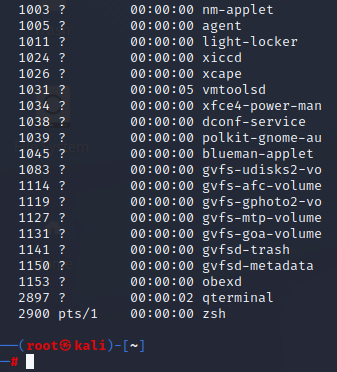 1003 ? 00:00:00 nm-applet
1005 ? 00:00:00 agent
1011 ? 00:00:00 light-locker
1024 ? 00:00:00 xiccd
1026 ? 00:00:00 xcape
1031 ? 00:00:05 vmtoolsd
1034 ? 00:00:00 xfce4-power-man
1038 ? 00:00:00 dconf-service
1039 ? 00:00:00 polkit-gnome-au
1045 ? 00:00:00 blueman-applet
1083 ? 00:00:00 gvfs-udisks2-vo
1114 ? 00:00:00 gvfs-afc-volume
1119 ? 00:00:00 gvfs-gphoto2-vo
1127 ? 00:00:00 gvfs-mtp-volume
1131 ? 00:00:00 gvfs-goa-volume
1141 ? 00:00:00 gvfsd-trash
1150 ? 00:00:00 gvfsd-metadata
1153 ? 00:00:00 obexd
2897 ? 00:00:02 qterminal
2900 pts/1 00:00:00 zsh
──(root㉿kali)-[~]
─#